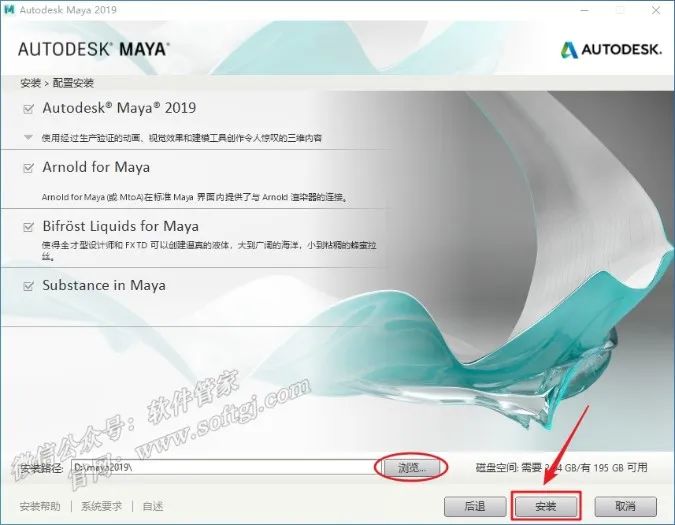 Autodesk Maya 2019
AUTODESK® MAYA®
AUTODESK.
安装 > 配置安装
Autodesk® Maya® 2019
使用经过生产验证的动画、视觉效果和建模工具创作令人惊叹的三维内容
Arnold for Maya
Arnold for Maya (或 MtoA)在标准 Maya 界面内提供了与 Arnold 渲染器的连接。
Bifröst Liquids for Maya
使得全才型设计师和 FX TD 可以创建逼真的液体，大到广阔的海洋，小到粘稠的蜂蜜拉
丝。
Substance in Maya
微信公众号：软件管家
官网：www.softgj.com
安装路径: D:\maya2019\
浏览...
磁盘空间: 需要 GB/有 195 GB 可用
安装帮助 | 系统要求 | 自述
后退
安装
取消